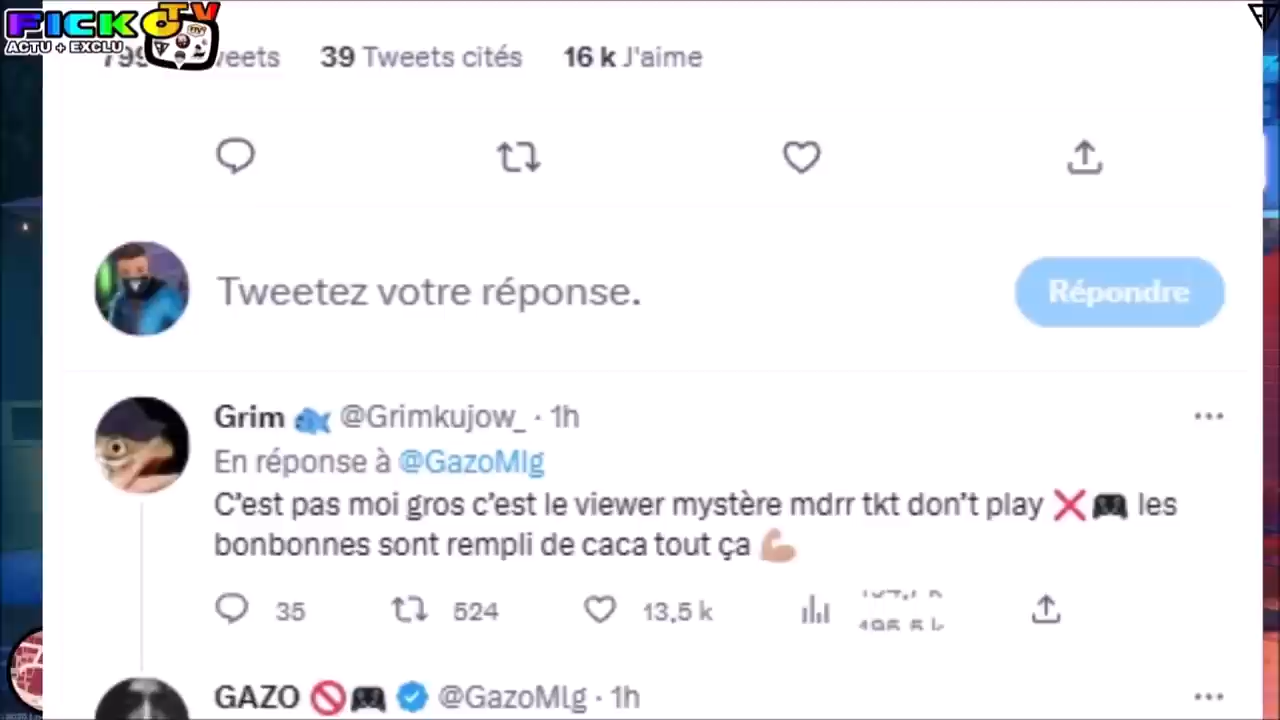 FICKO TV
ACTU + EXCLU
39 Tweets cités 16 k J'aime
Tweetez votre réponse.
Répondre
Grim @Grimkujow_ · 1h
En réponse à @GazoMlg
C'est pas moi gros c'est le viewer mystère mdrr tkt don't play ❌🎮 les
bonbonnes sont rempli de caca tout ça 💪
35 524 13,5 k
GAZO 🚫🎮 @GazoMlg · 1h